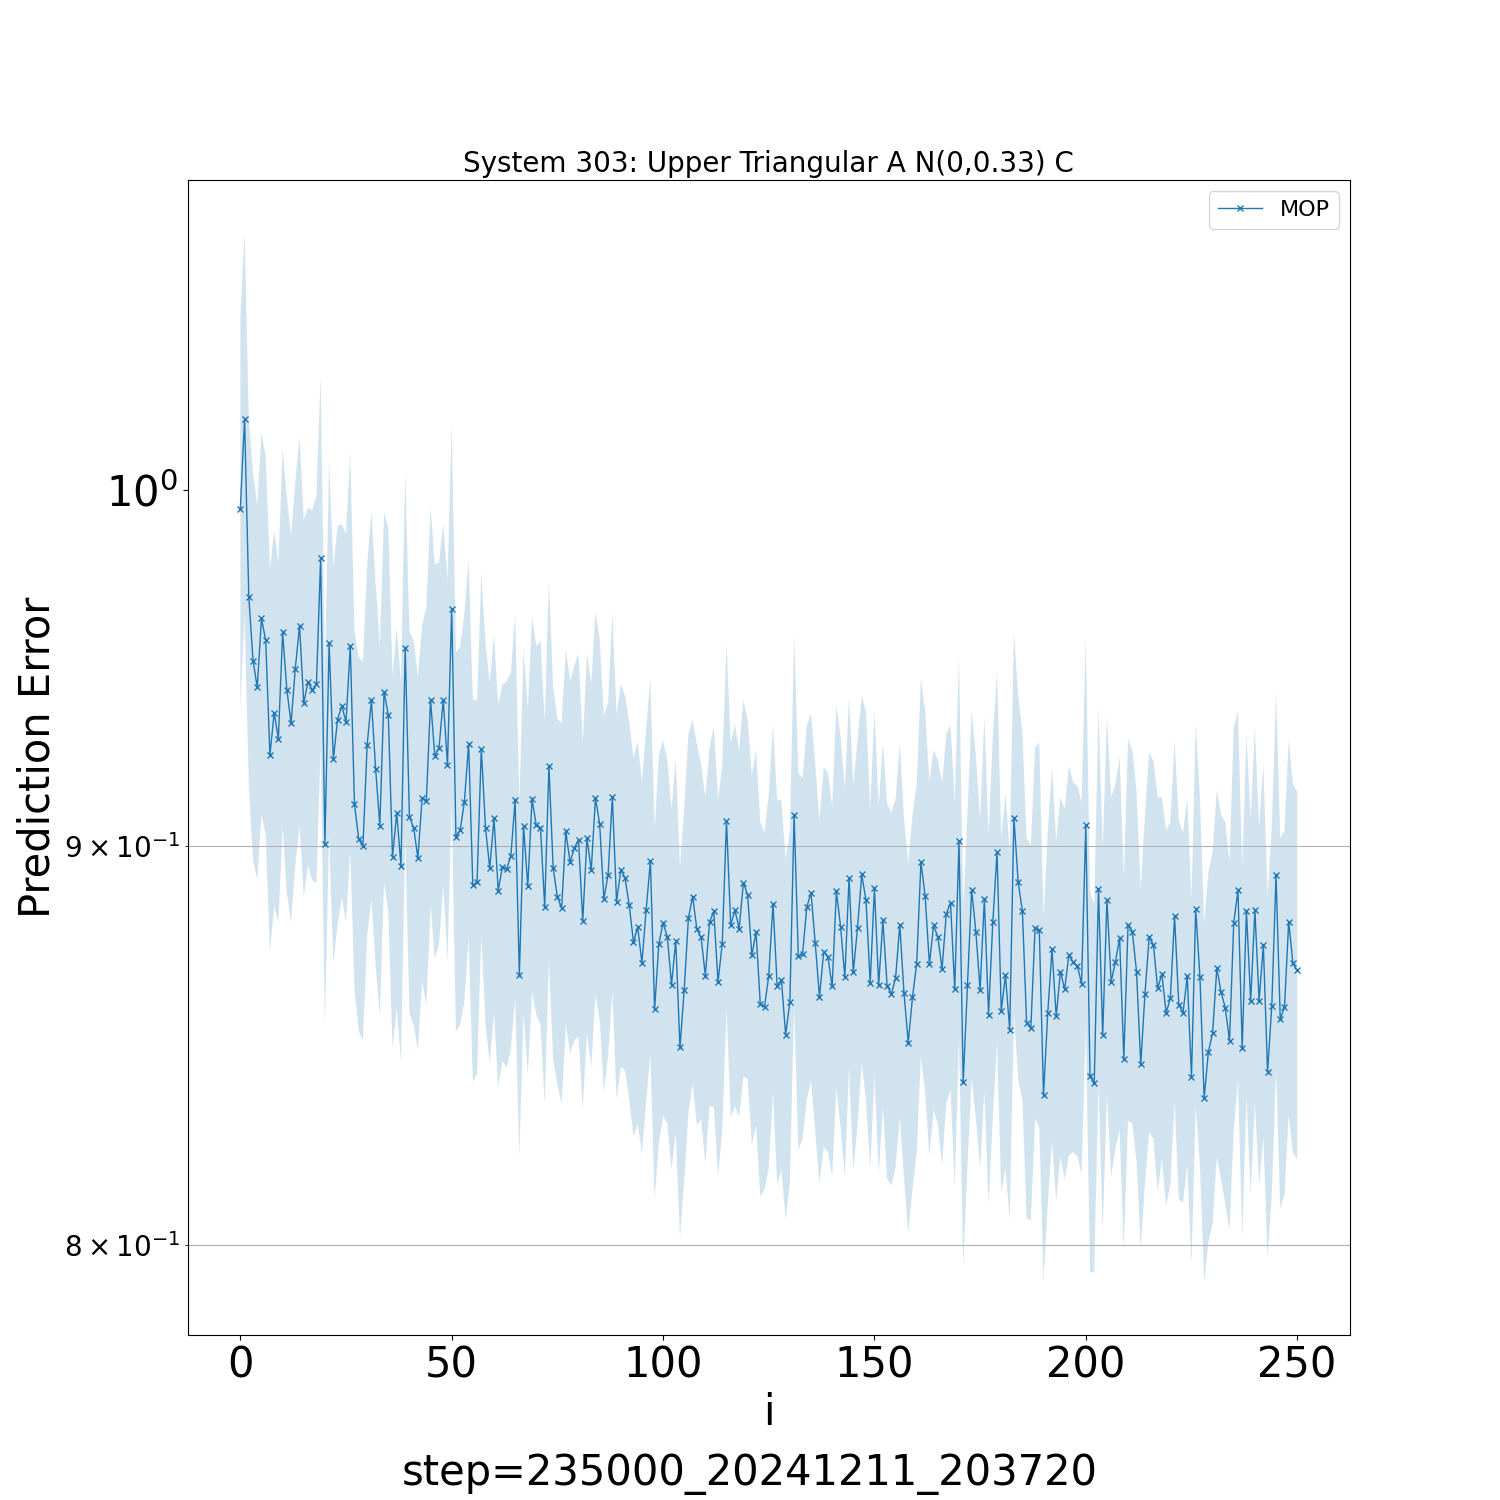 System 303: Upper Triangular A N(0,0.33) C
MOP
10⁰
9 × 10⁻¹
8 × 10⁻¹
Prediction Error
0 50 100 150 200 250
i
step=235000_20241211_203720